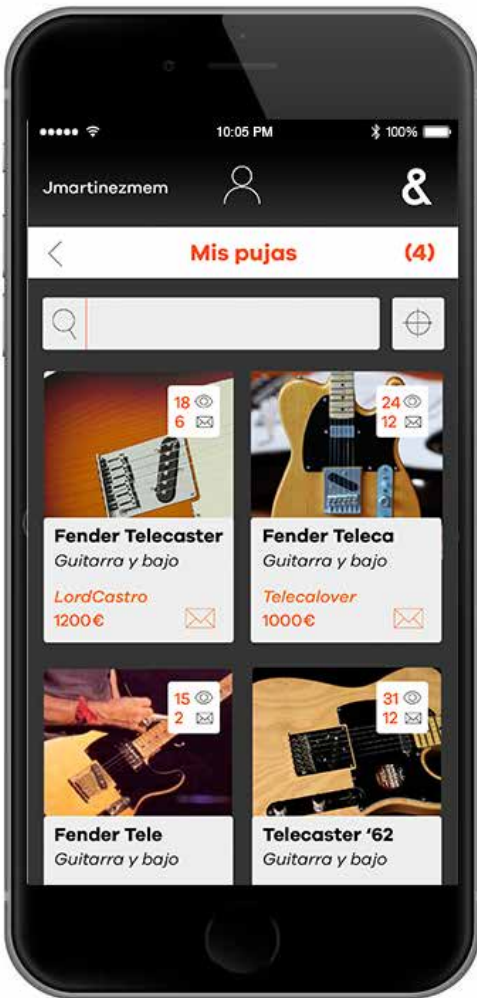 10:05 PM
100%
Jmartinezmem
&
Mis pujas
(4)
18
6
24
12
Fender Telecaster
Guitarra y bajo
LordCastro
1200€
Fender Teleca
Guitarra y bajo
Telecalover
1000€
15
2
31
12
Fender Tele
Guitarra y bajo
Telecaster ‘62
Guitarra y bajo